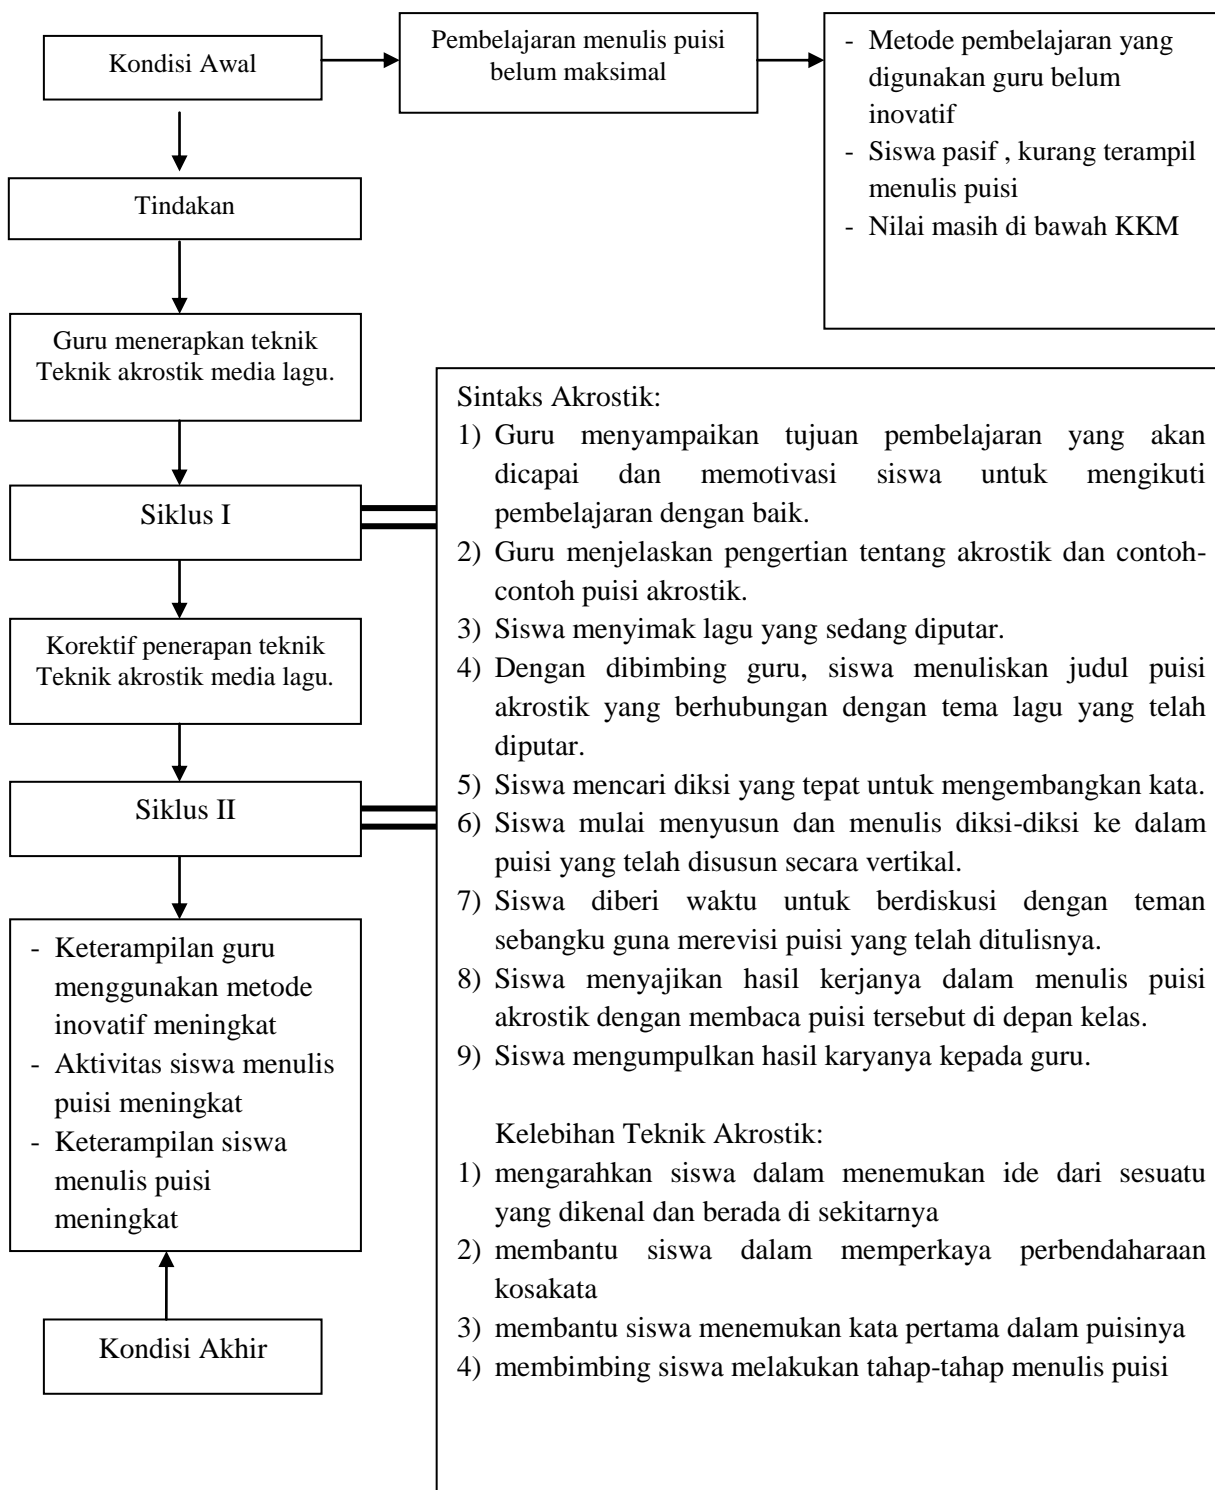 Kondisi Awal
Pembelajaran menulis puisi
belum maksimal
- Metode pembelajaran yang
digunakan guru belum
inovatif
- Siswa pasif , kurang terampil
menulis puisi
- Nilai masih di bawah KKM
Tindakan
Guru menerapkan teknik
Teknik akrostik media lagu.
Siklus I
Korektif penerapan teknik
Teknik akrostik media lagu.
Siklus II
- Keterampilan guru
menggunakan metode
inovatif meningkat
- Aktivitas siswa menulis
puisi meningkat
- Keterampilan siswa
menulis puisi
meningkat
Kondisi Akhir
Sintaks Akrostik:
1) Guru menyampaikan tujuan pembelajaran yang akan
dicapai dan memotivasi siswa untuk mengikuti
pembelajaran dengan baik.
2) Guru menjelaskan pengertian tentang akrostik dan contoh-
contoh puisi akrostik.
3) Siswa menyimak lagu yang sedang diputar.
4) Dengan dibimbing guru, siswa menuliskan judul puisi
akrostik yang berhubungan dengan tema lagu yang telah
diputar.
5) Siswa mencari diksi yang tepat untuk mengembangkan kata.
6) Siswa mulai menyusun dan menulis diksi-diksi ke dalam
puisi yang telah disusun secara vertikal.
7) Siswa diberi waktu untuk berdiskusi dengan teman
sebangku guna merevisi puisi yang telah ditulisnya.
8) Siswa menyajikan hasil kerjanya dalam menulis puisi
akrostik dengan membaca puisi tersebut di depan kelas.
9) Siswa mengumpulkan hasil karyanya kepada guru.
Kelebihan Teknik Akrostik:
1) mengarahkan siswa dalam menemukan ide dari sesuatu
yang dikenal dan berada di sekitarnya
2) membantu siswa dalam memperkaya perbendaharaan
kosakata
3) membantu siswa menemukan kata pertama dalam puisinya
4) membimbing siswa melakukan tahap-tahap menulis puisi